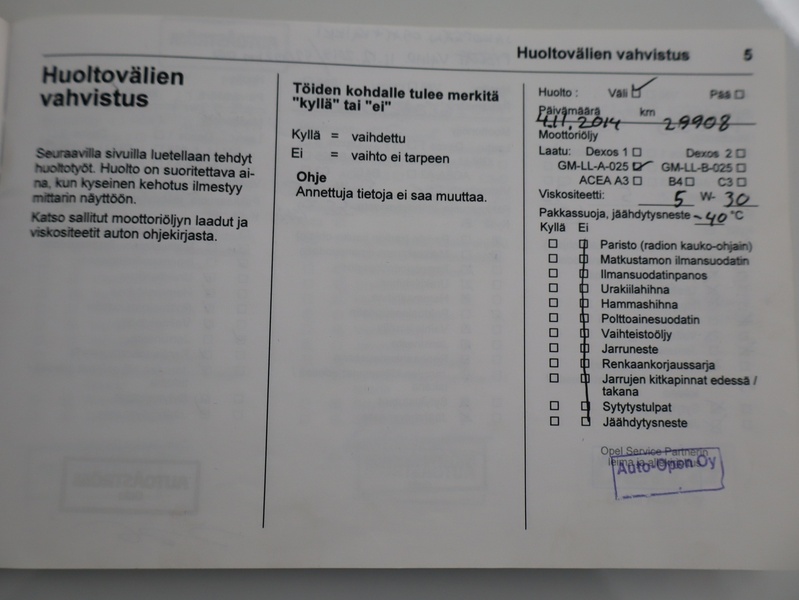 Huoltovälien vahvistus 5
Huoltovälien
vahvistus
Seuraavilla sivuilla luetellaan tehdyt
huoltotyöt. Huolto on suoritettava ai-
na, kun kyseinen kehotus ilmestyy
mittarin näyttöön.
Katso sallitut moottoriöljyn laadut ja
viskositeetit auton ohjekirjasta.
Töiden kohdalle tulee merkitä
"kyllä" tai "ei"
Kyllä = vaihdettu
Ei = vaihto ei tarpeen
Ohje
Annettuja tietoja ei saa muuttaa.
Huolto : Väli ☑ Pää ☐
Päivämäärä km
4.11.2014 29908
Moottoriöljy
Laatu: Dexos 1 ☐ Dexos 2 ☐
GM-LL-A-025 ☑ GM-LL-B-025 ☐
ACEA A3 ☐ B4 ☐ C3 ☐
Viskositeetti: 5 W- 30
Pakkassuoja, jäähdytysneste -40 °C
Kyllä Ei
☐ ☐ Paristo (radion kauko-ohjain)
☐ ☐ Matkustamon ilmansuodatin
☐ ☐ Ilmansuodatinpanos
☐ ☐ Urakiilahihna
☐ ☐ Hammashihna
☐ ☐ Polttoainesuodatin
☐ ☐ Vaihteistoöljy
☐ ☐ Jarruneste
☐ ☐ Renkaankorjaussarja
☐ ☐ Jarrujen kitkapinnat edessä /
takana
☐ ☐ Sytytystulpat
☐ ☐ Jäähdytysneste
Opel Service Partnerin
leima ja
Auto-Open Oy